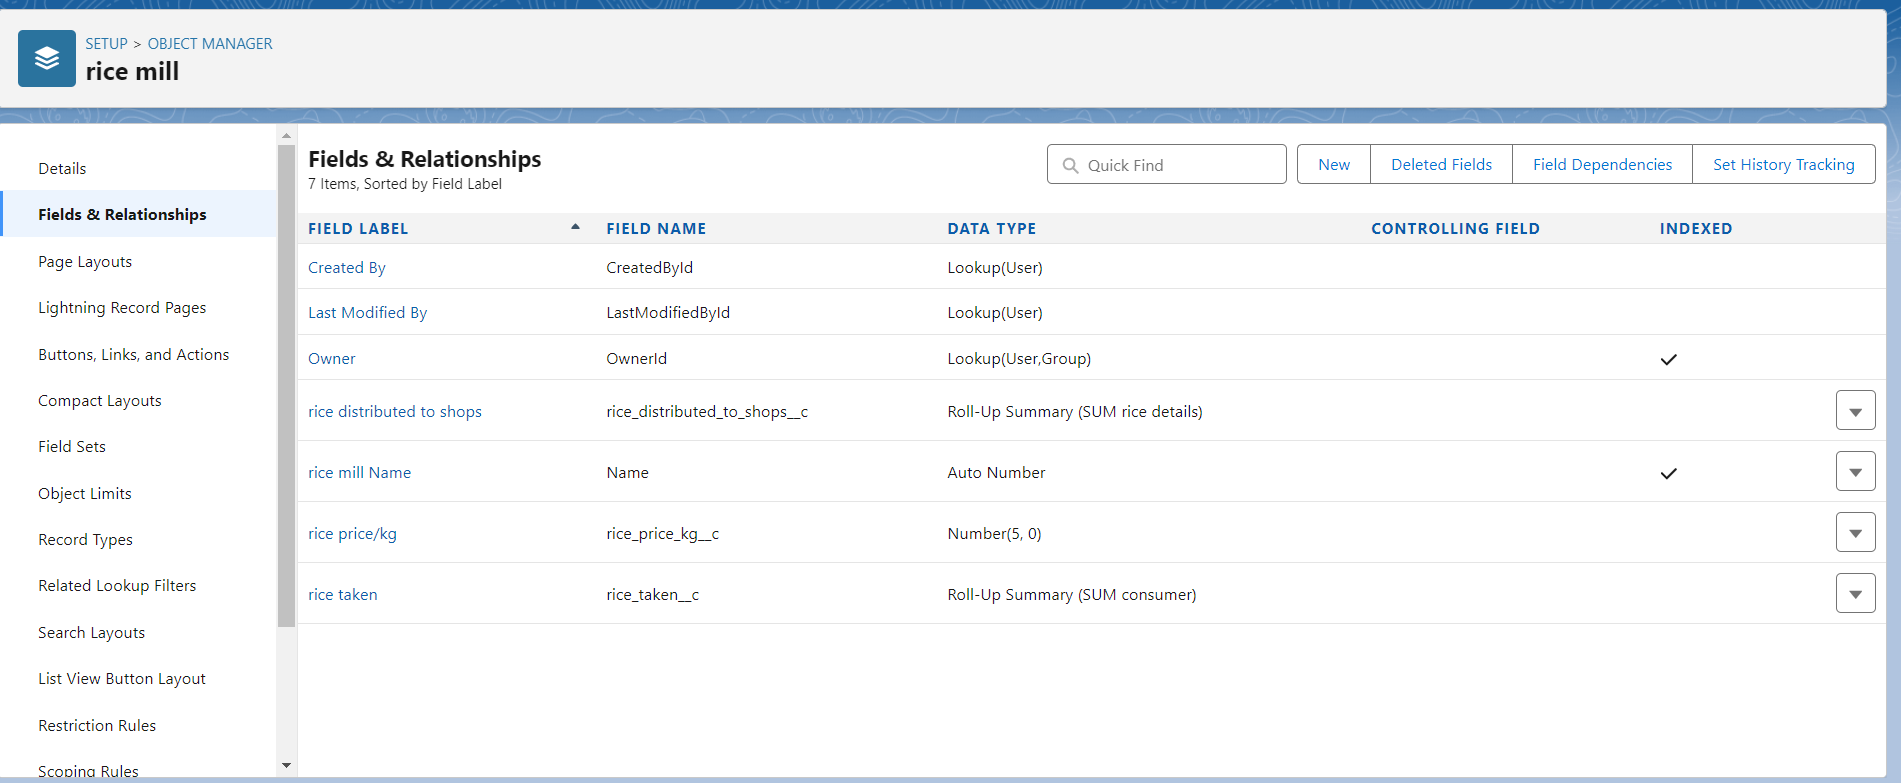 SETUP > OBJECT MANAGER
rice mill
Details
Fields & Relationships
Page Layouts
Lightning Record Pages
Buttons, Links, and Actions
Compact Layouts
Field Sets
Object Limits
Record Types
Related Lookup Filters
Search Layouts
List View Button Layout
Restriction Rules
Scoping Rules
Fields & Relationships
7 Items, Sorted by Field Label
Quick Find
New
Deleted Fields
Field Dependencies
Set History Tracking
FIELD LABEL FIELD NAME DATA TYPE CONTROLLING FIELD INDEXED
Created By CreatedById Lookup(User)
Last Modified By LastModifiedById Lookup(User)
Owner OwnerId Lookup(User,Group)
rice distributed to shops rice_distributed_to_shops__c Roll-Up Summary (SUM rice details)
rice mill Name Name Auto Number
rice price/kg rice_price_kg__c Number(5, 0)
rice taken rice_taken__c Roll-Up Summary (SUM consumer)